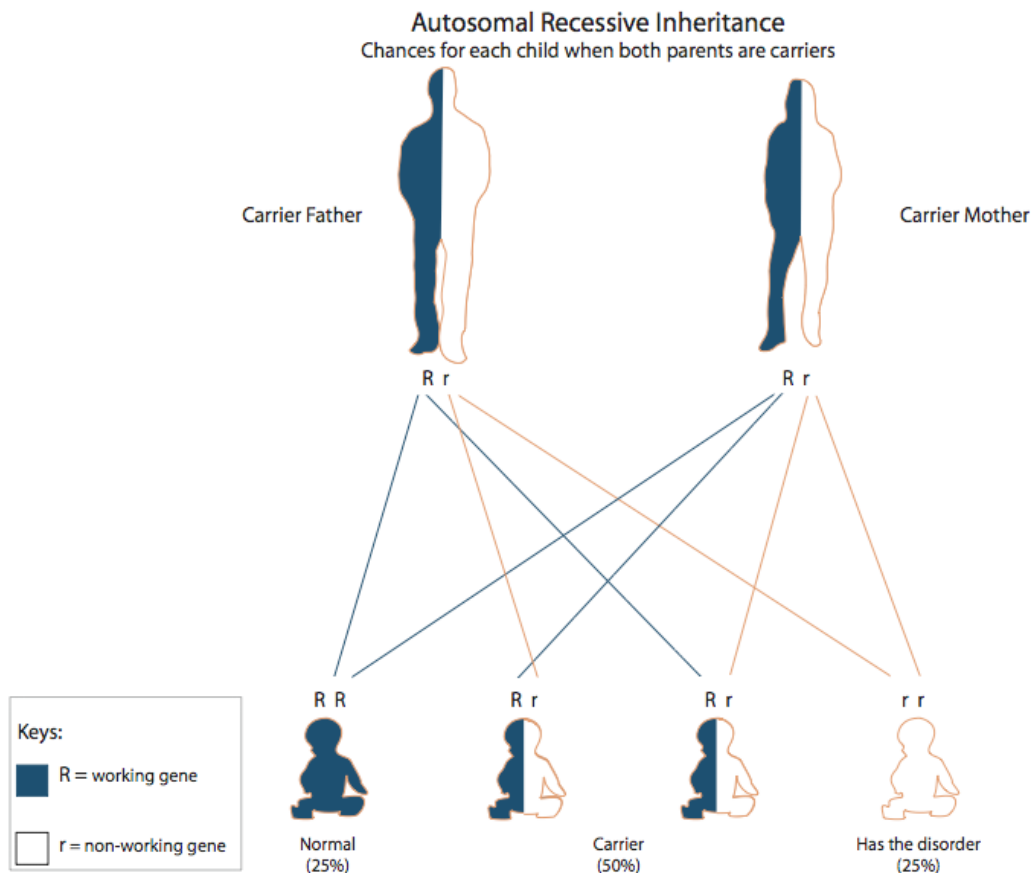 Autosomal Recessive Inheritance
Chances for each child when both parents are carriers
Carrier Father
Carrier Mother
R r
R r
R R
R r
R r
r r
Keys:
R = working gene
r = non-working gene
Normal
(25%)
Carrier
(50%)
Has the disorder
(25%)